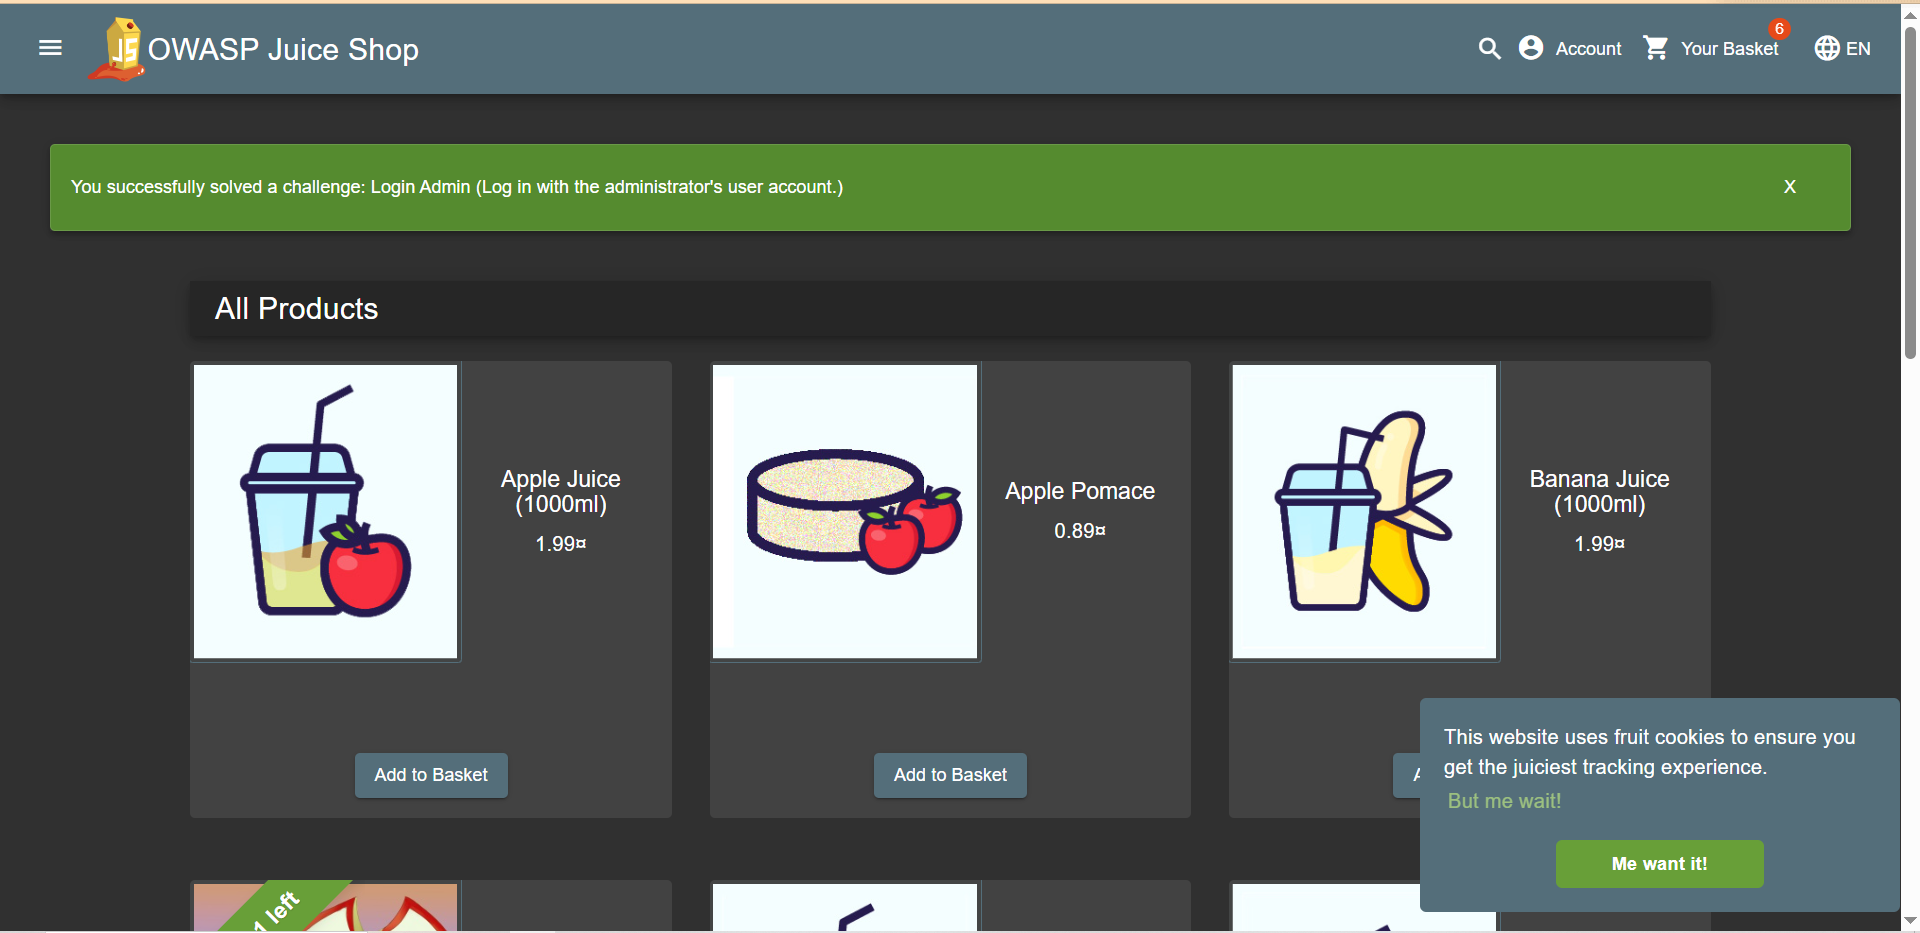 JS
OWASP Juice Shop
Account
Your Basket
6
EN
You successfully solved a challenge: Login Admin (Log in with the administrator's user account.)
X
All Products
Apple Juice
(1000ml)
1.99¤
Add to Basket
Apple Pomace
0.89¤
Add to Basket
Banana Juice
(1000ml)
1.99¤
A
This website uses fruit cookies to ensure you
get the juiciest tracking experience.
But me wait!
Me want it!
1 left